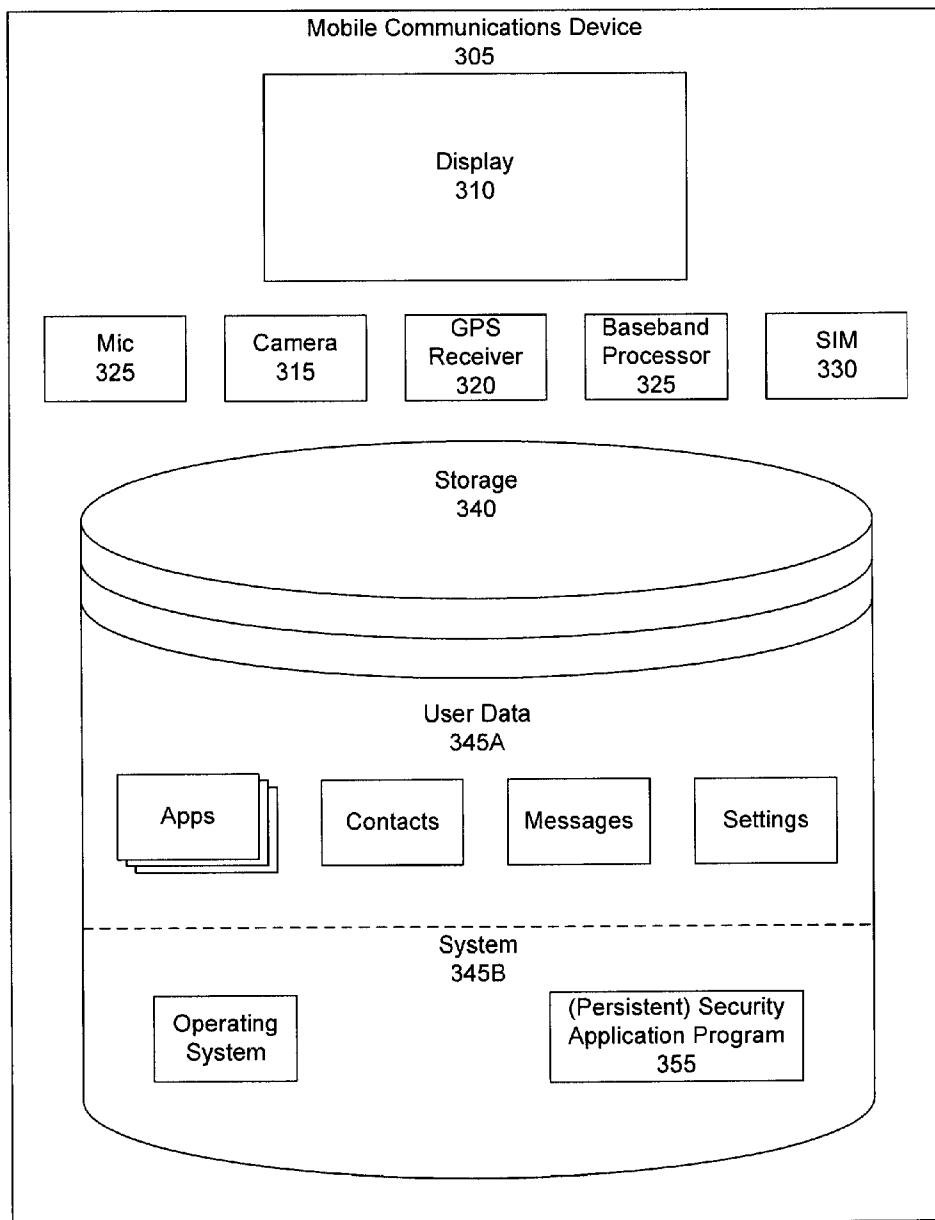 Mobile Communications Device
305
Display
310
Mic
325
Camera
315
GPS
Receiver
320
Baseband
Processor
325
SIM
330
Storage
340
User Data
345A
Apps
Contacts
Messages
Settings
System
345B
Operating
System
(Persistent) Security
Application Program
355